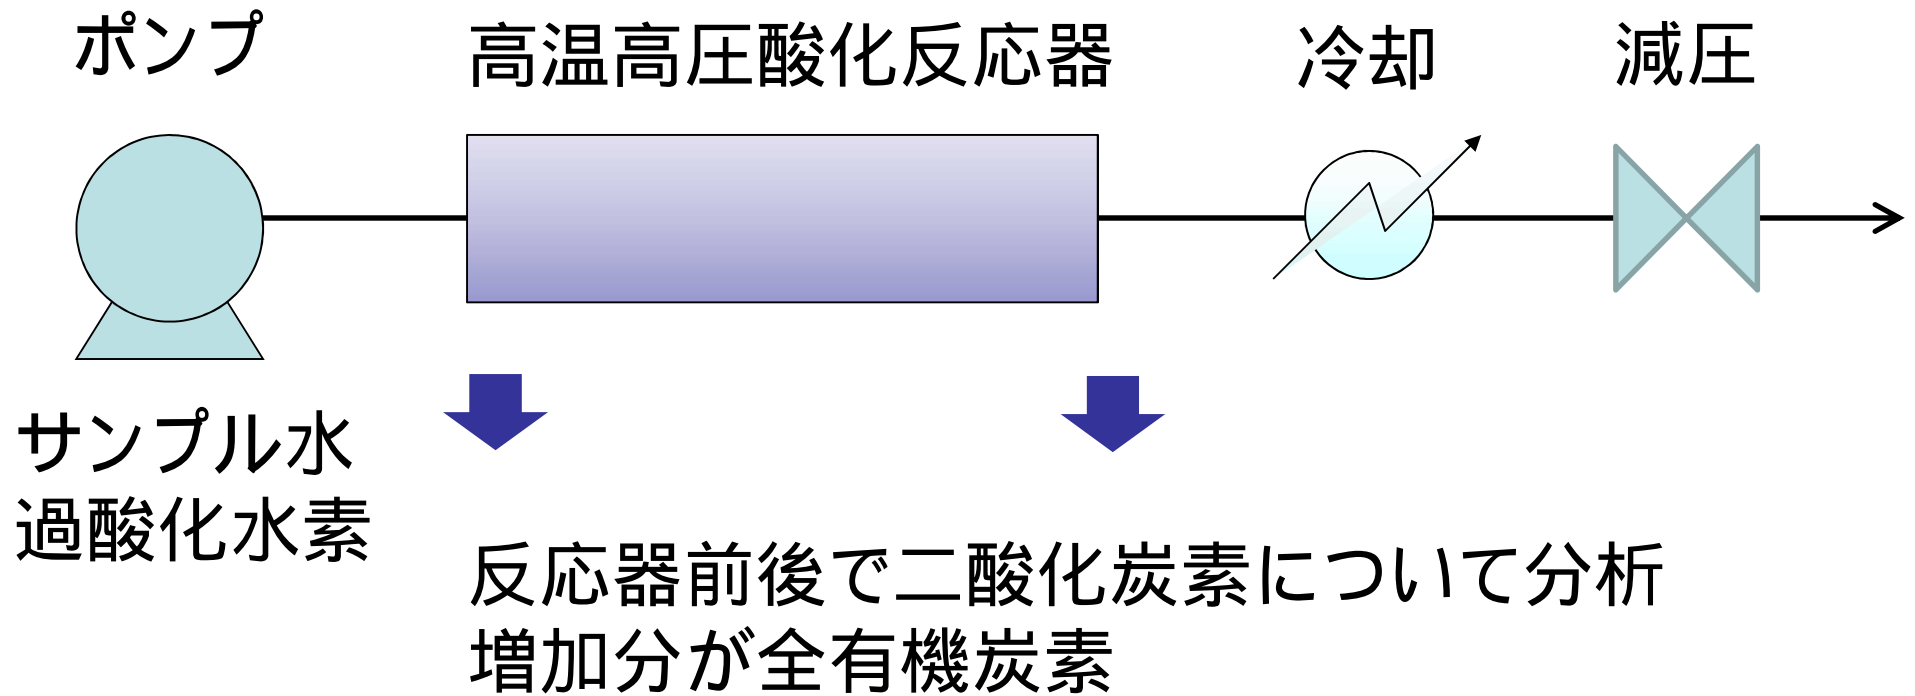 ポンプ
高温高圧酸化反応器
冷却
減圧
サンプル水
過酸化水素
反応器前後で二酸化炭素について分析
増加分が全有機炭素